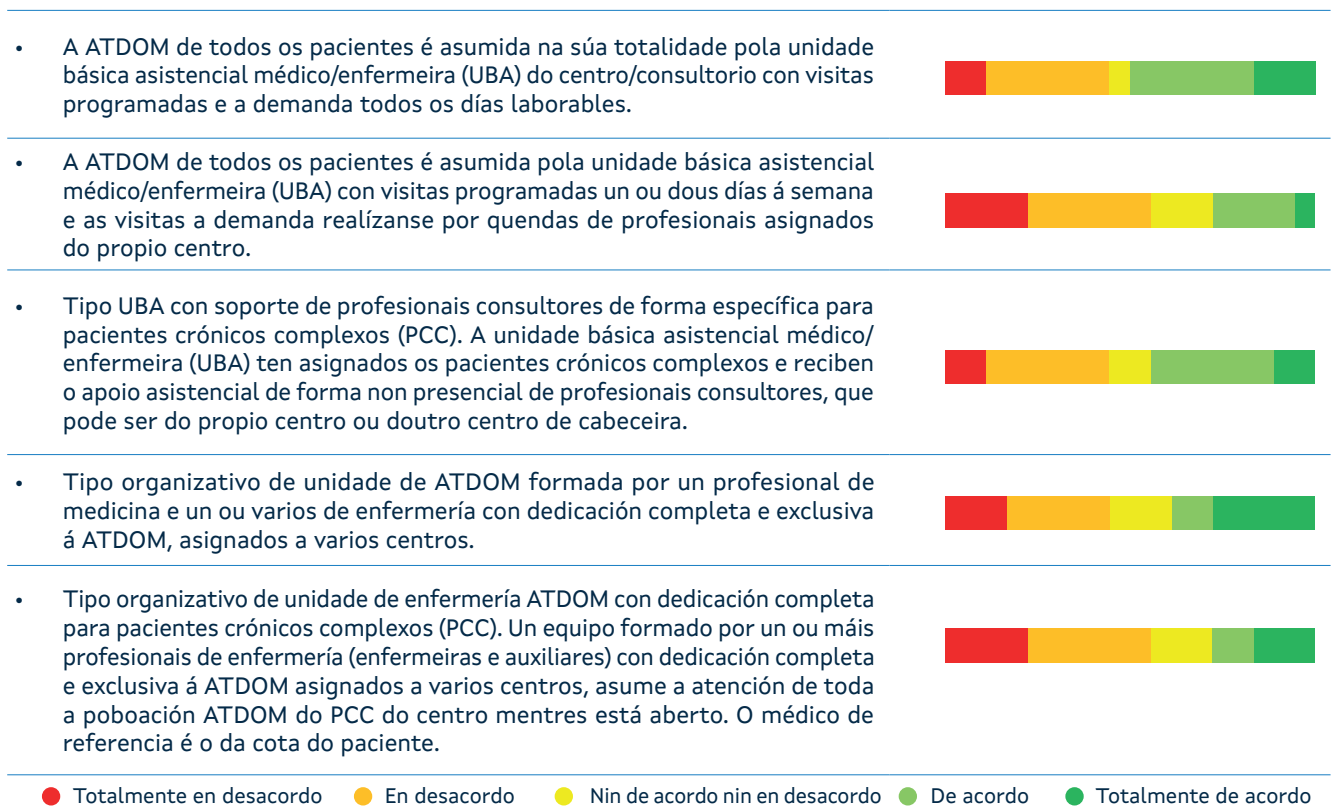 • A ATDOM de todos os pacientes é asumida na súa totalidade pola unidade
básica asistencial médico/enfermeira (UBA) do centro/consultorio con visitas
programadas e a demanda todos os días laborables.
• A ATDOM de todos os pacientes é asumida pola unidade básica asistencial
médico/enfermeira (UBA) con visitas programadas un ou dous días á semana
e as visitas a demanda realízanse por quendas de profesionais asignados
do propio centro.
• Tipo UBA con soporte de profesionais consultores de forma específica para
pacientes crónicos complexos (PCC). A unidade básica asistencial médico/
enfermeira (UBA) ten asignados os pacientes crónicos complexos e reciben
o apoio asistencial de forma non presencial de profesionais consultores, que
pode ser do propio centro ou doutro centro de cabeceira.
• Tipo organizativo de unidade de ATDOM formada por un profesional de
medicina e un ou varios de enfermería con dedicación completa e exclusiva
á ATDOM, asignados a varios centros.
• Tipo organizativo de unidade de enfermería ATDOM con dedicación completa
para pacientes crónicos complexos (PCC). Un equipo formado por un ou máis
profesionais de enfermería (enfermeiras e auxiliares) con dedicación completa
e exclusiva á ATDOM asignados a varios centros, asume a atención de toda
a poboación ATDOM do PCC do centro mentres está aberto. O médico de
referencia é o da cota do paciente.
Totalmente en desacordo En desacordo Nin de acordo nin en desacordo De acordo Totalmente de acordo